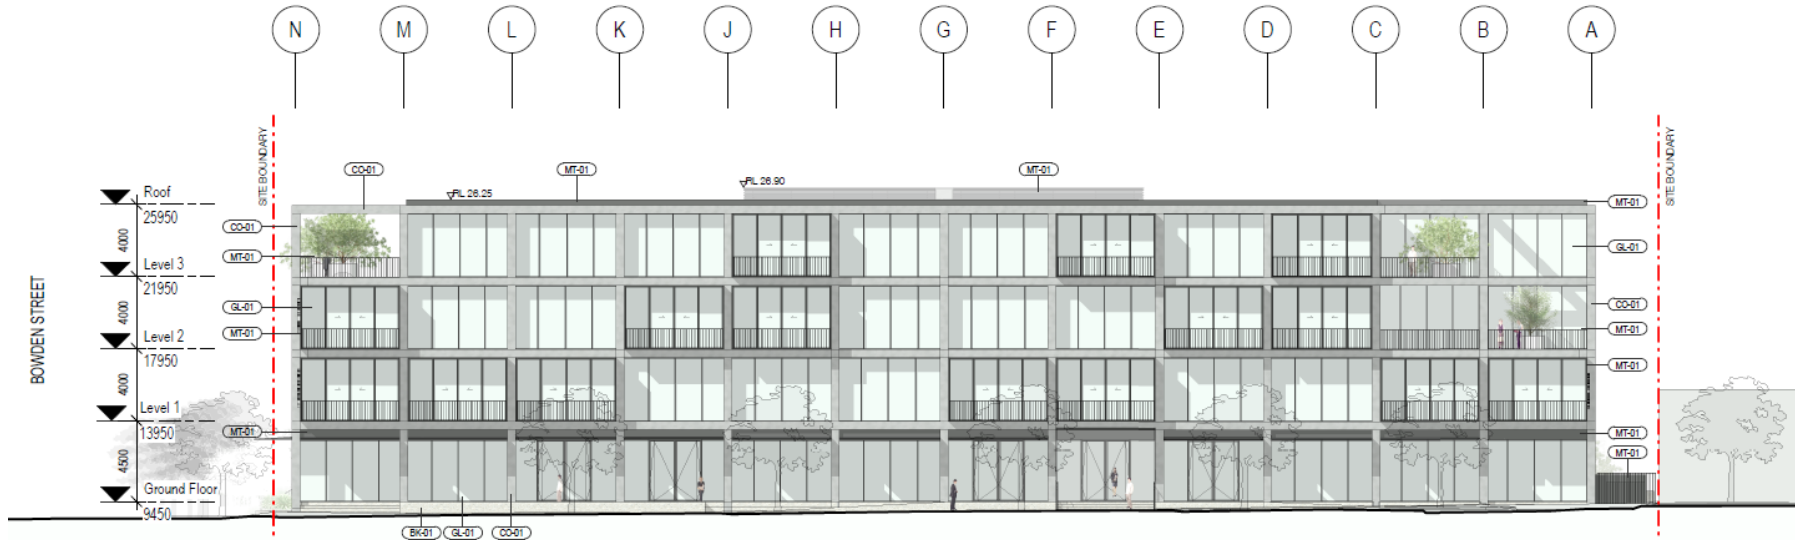 N M L K J H G F E D C B A
SITE BOUNDARY
SITE BOUNDARY
CO-01
MT-01
MT-01
RL 26.25
RL 26.90
Roof
25950
MT-01
CO-01
4000
GL-01
MT-01
Level 3
21950
GL-01
CO-01
4000
MT-01
MT-01
Level 2
17950
MT-01
4000
Level 1
13950
MT-01
MT-01
MT-01
4500
Ground Floor
9450
BK-01 GL-01 CO-01
BOWDEN STREET